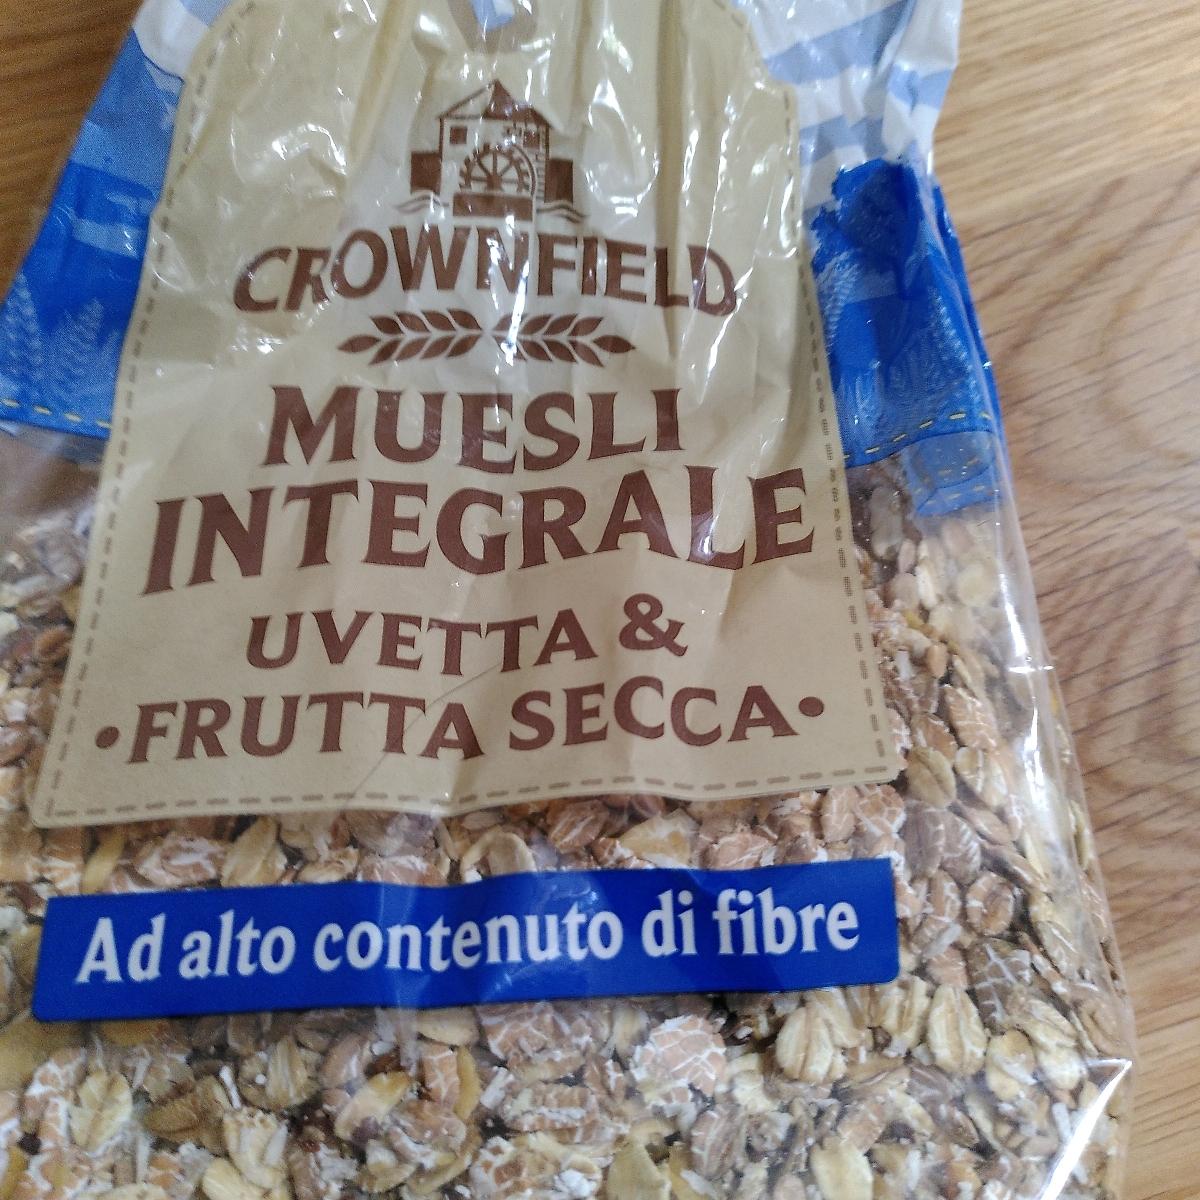 CROWNFIELD
MUESLI
INTEGRALE
UVETTA &
•FRUTTA SECCA•
Ad alto contenuto di fibre